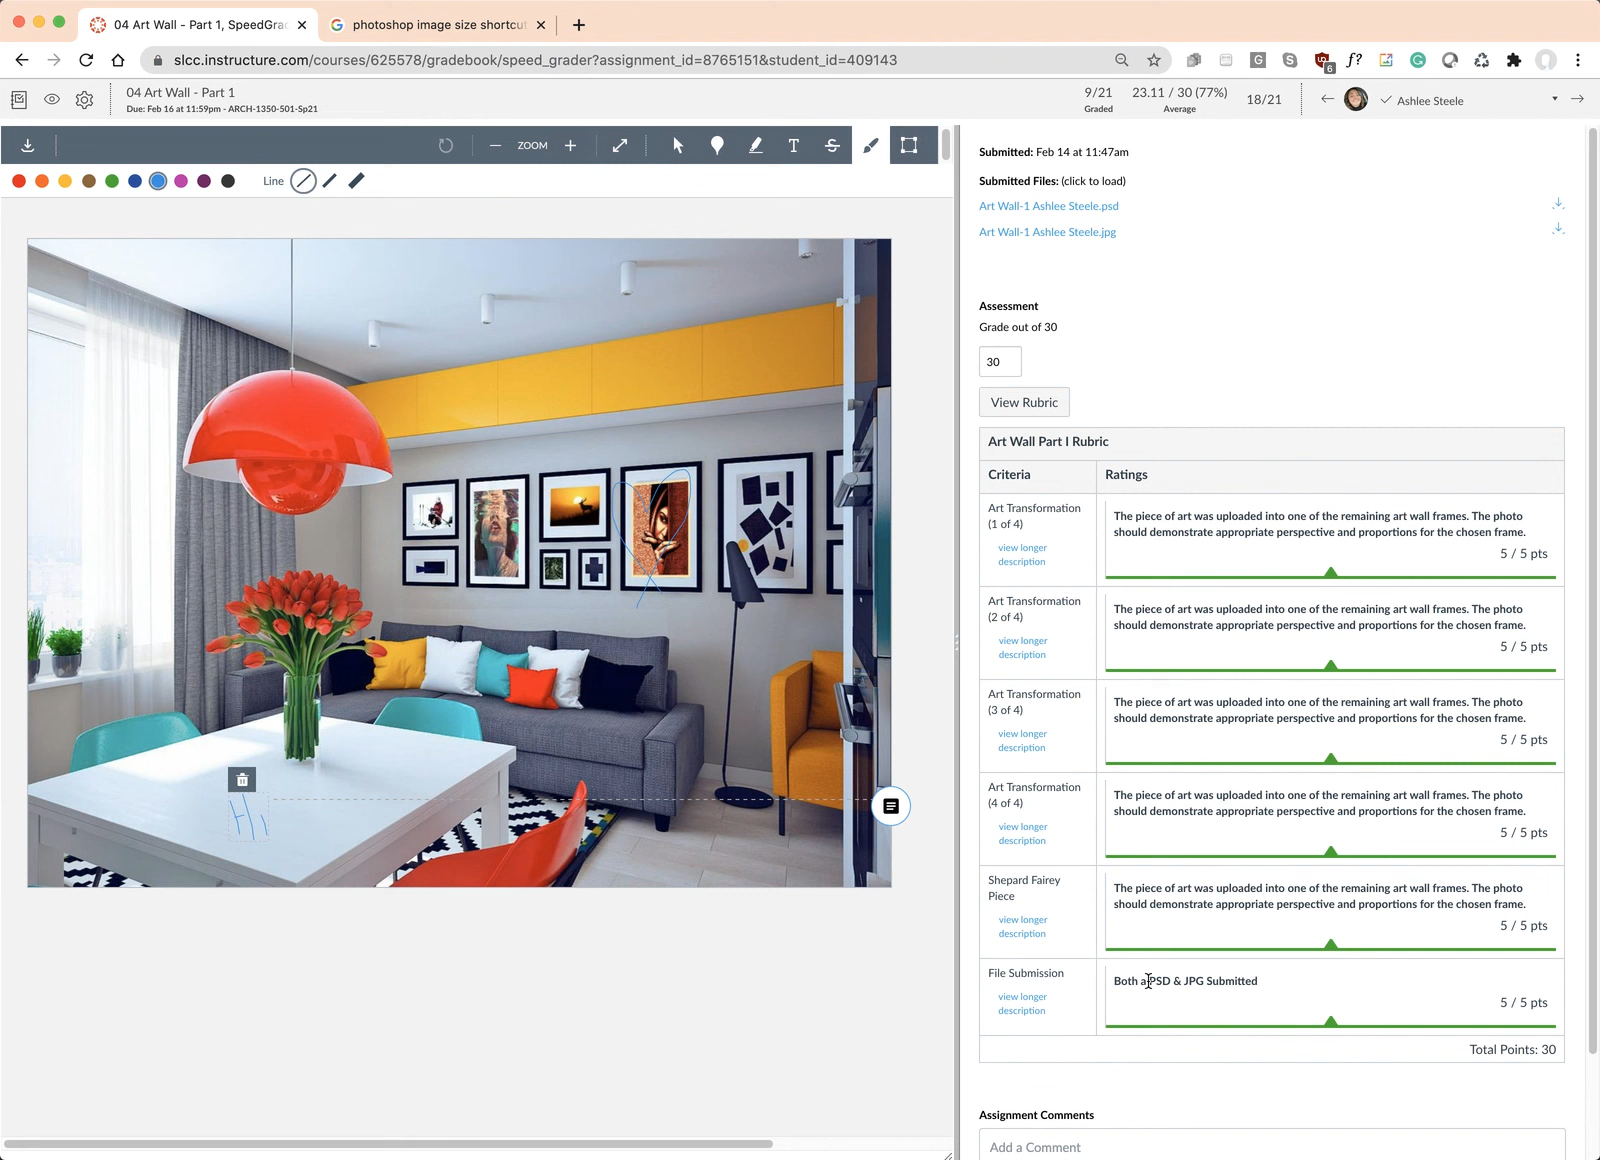 04 Art Wall - Part 1, SpeedGra
photoshop image size shortcut
slcc.instructure.com/courses/625578/gradebook/speed_grader?assignment_id=8765151&student_id=409143
6
f?
04 Art Wall - Part 1
Due: Feb 16 at 11:59pm - ARCH-1350-501-Sp21
9/21
Graded
23.11 / 30 (77%)
Average
18/21
Ashlee Steele
ZOOM
T
S
Line
Submitted: Feb 14 at 11:47am
Submitted Files: (click to load)
Art Wall-1 Ashlee Steele.psd
Art Wall-1 Ashlee Steele.jpg
Assessment
Grade out of 30
30
View Rubric
Art Wall Part I Rubric
Criteria
Ratings
Art Transformation
(1 of 4)
view longer
description
The piece of art was uploaded into one of the remaining art wall frames. The photo
should demonstrate appropriate perspective and proportions for the chosen frame.
5 / 5 pts
Art Transformation
(2 of 4)
view longer
description
The piece of art was uploaded into one of the remaining art wall frames. The photo
should demonstrate appropriate perspective and proportions for the chosen frame.
5 / 5 pts
Art Transformation
(3 of 4)
view longer
description
The piece of art was uploaded into one of the remaining art wall frames. The photo
should demonstrate appropriate perspective and proportions for the chosen frame.
5 / 5 pts
Art Transformation
(4 of 4)
view longer
description
The piece of art was uploaded into one of the remaining art wall frames. The photo
should demonstrate appropriate perspective and proportions for the chosen frame.
5 / 5 pts
Shepard Fairey
Piece
view longer
description
The piece of art was uploaded into one of the remaining art wall frames. The photo
should demonstrate appropriate perspective and proportions for the chosen frame.
5 / 5 pts
File Submission
view longer
description
Both a PSD & JPG Submitted
5 / 5 pts
Total Points: 30
Assignment Comments
Add a Comment